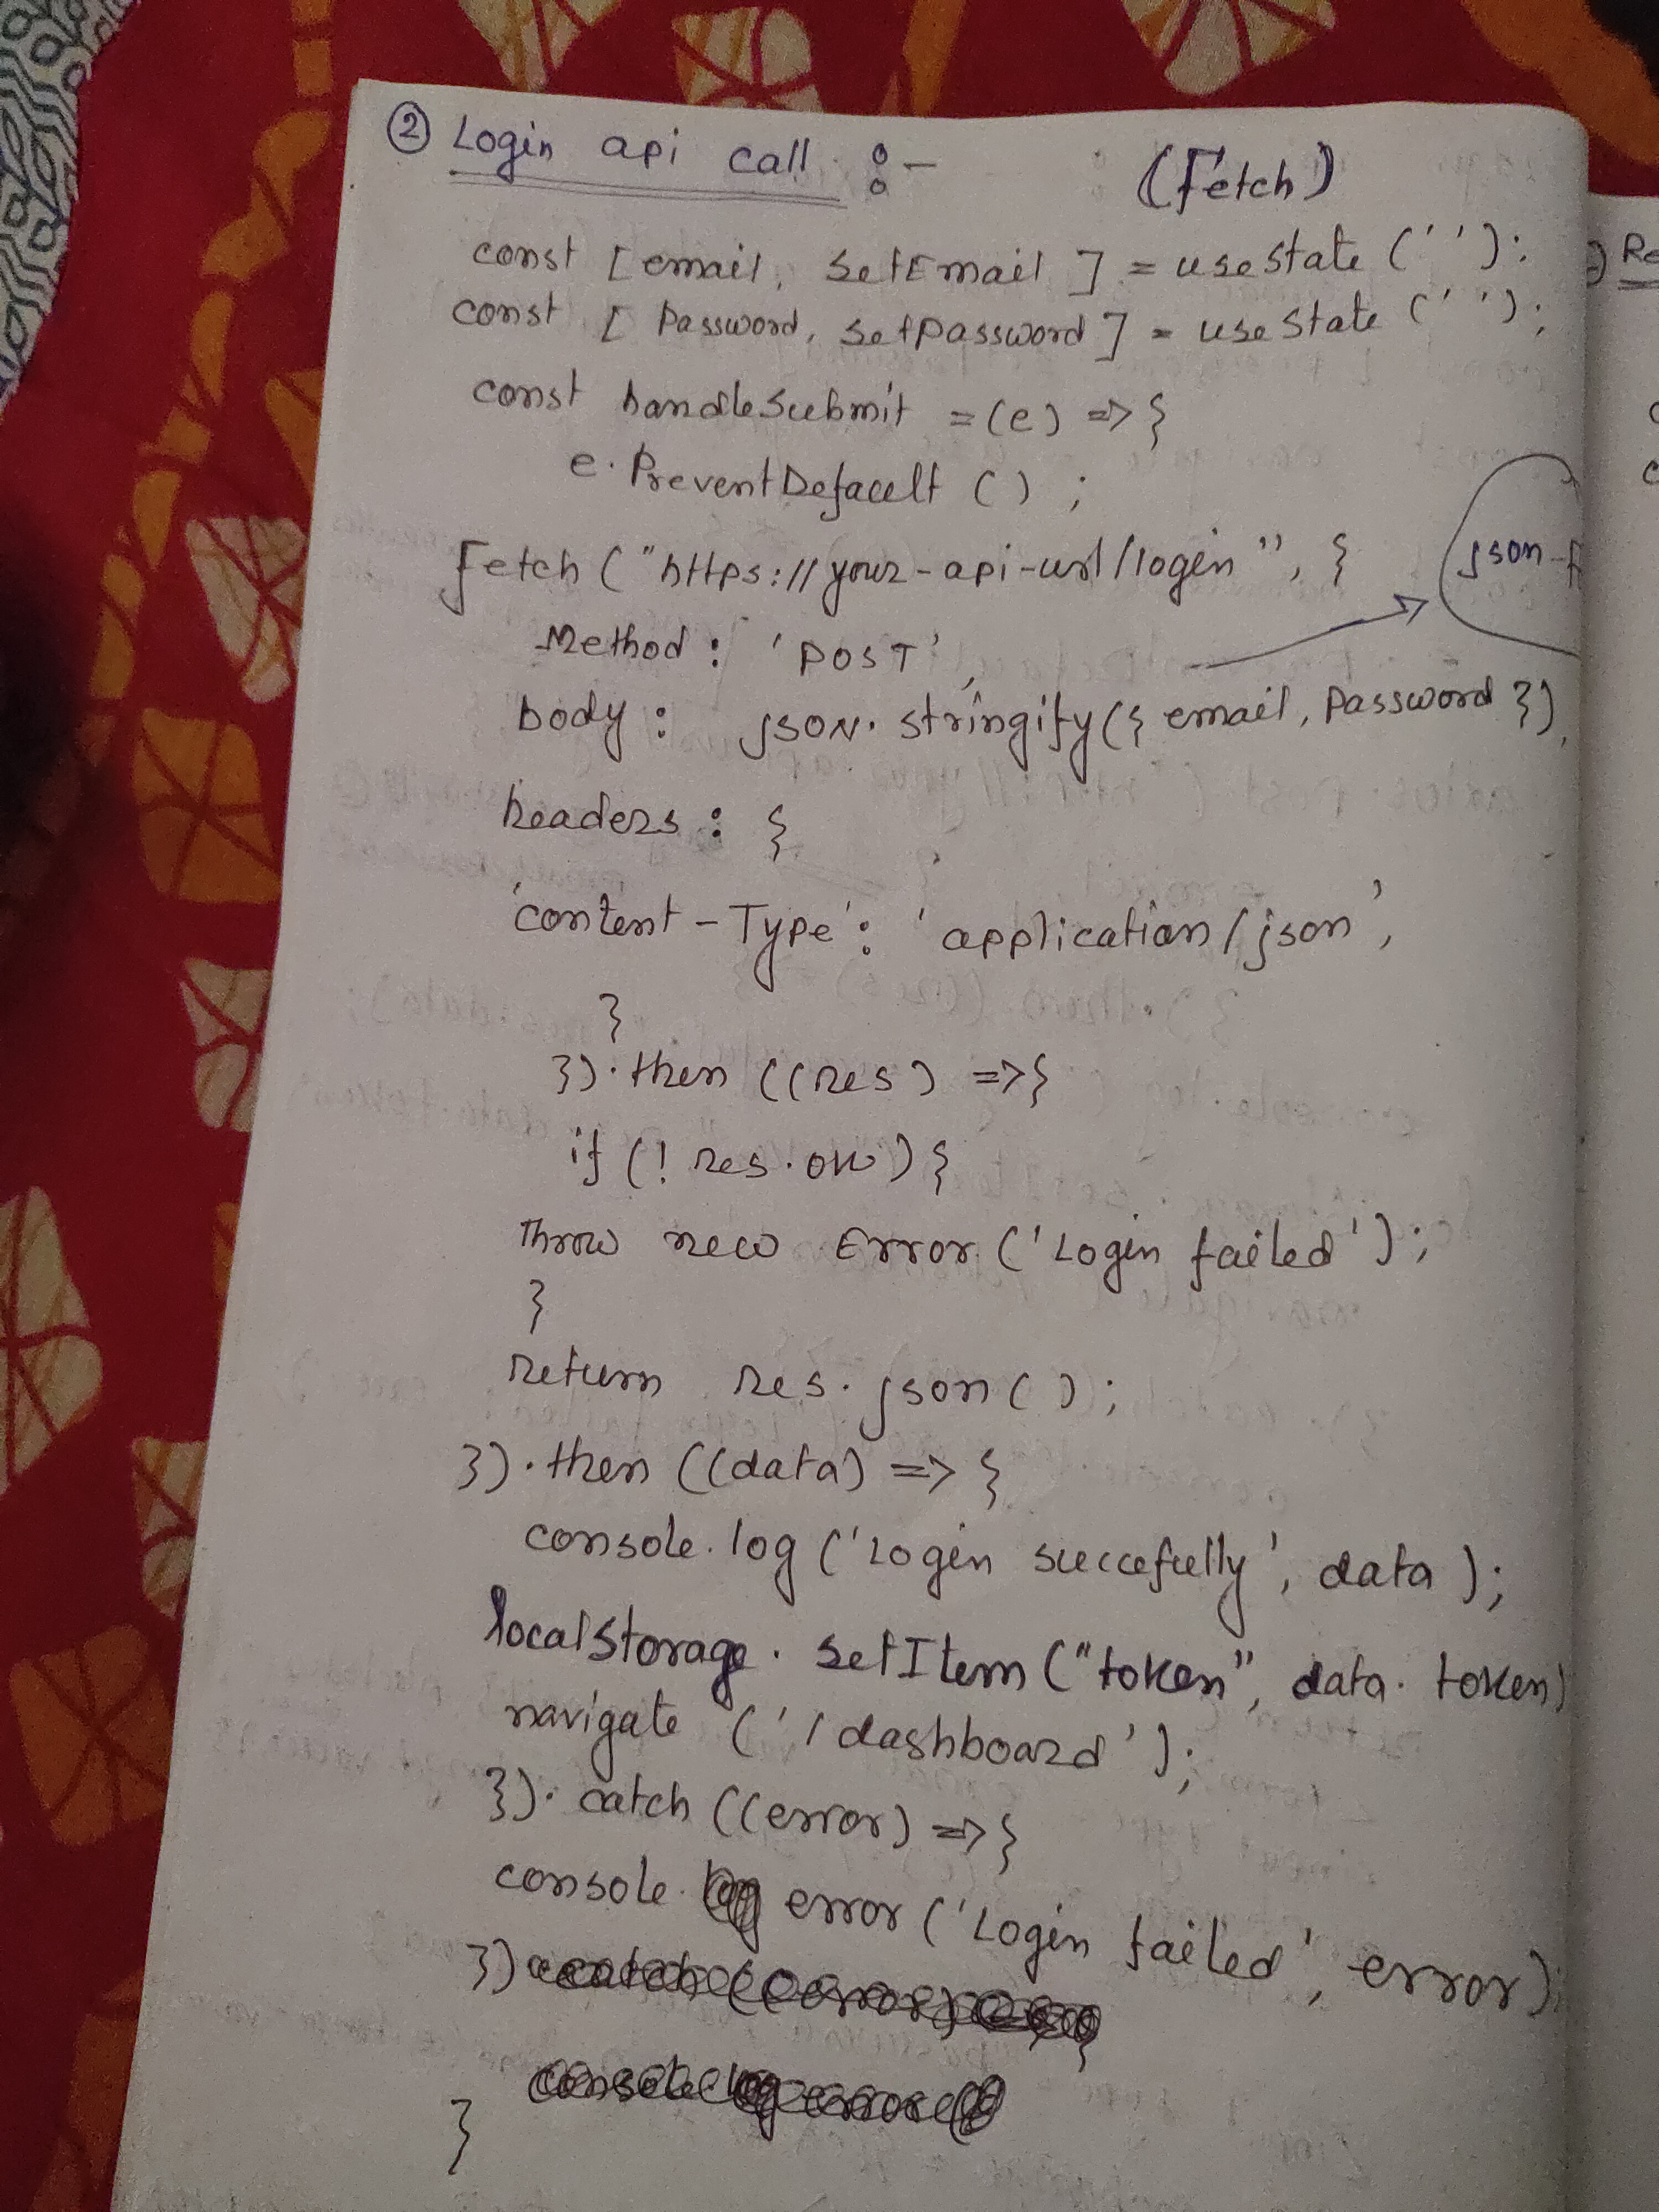 ② Login api call :- (Fetch)
const [email, setEmail] = useState('');
const [Password, setPassword] = useState('');
const handleSubmit = (e) => {
e.PreventDefault();
Fetch("https://your-api-url/login", {
json-f
Method: 'POST',
body: JSON.stringify({ email, Password }),
headers: {
'content-Type': 'application/json',
}
}).then((res) => {
if(!res.ok){
Throw new Error('Login failed');
}
return res.json();
}).then((data) => {
console.log('Login succefully', data);
localStorage.setItem("token", data.token)
navigate('/dashboard');
}).catch((error) => {
console.error('Login failed', error);
})
}
Re